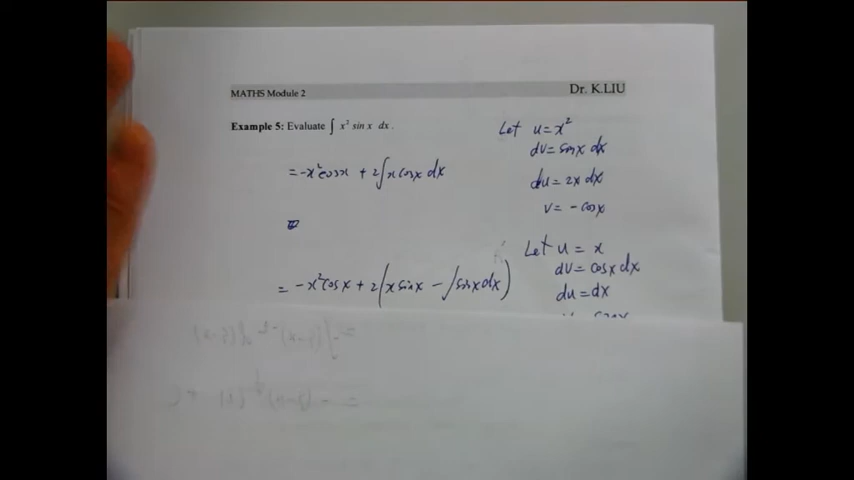 MATHS Module 2
Dr. K.LIU
Example 5: Evaluate ∫ x² sin x dx .
= -x² cos x + 2∫x cos x dx
= -x² cos x + 2(x sin x - ∫sin x dx)
Let u = x²
dv = sin x dx
du = 2x dx
v = - cos x
Let u = x
dv = cos x dx
du = dx